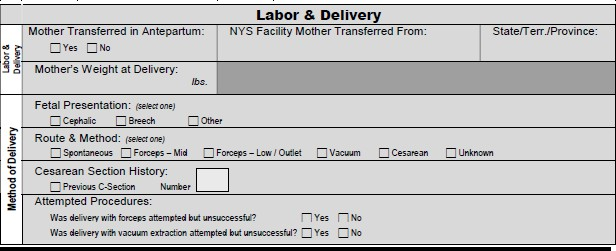 Labor & Delivery
Labor &
Delivery
Mother Transferred in Antepartum:
NYS Facility Mother Transferred From:
State/Terr./Province:
Yes No
Mother's Weight at Delivery:
lbs.
Method of Delivery
Fetal Presentation: (select one)
Cephalic Breech Other
Route & Method: (select one)
Spontaneous Forceps – Mid Forceps – Low / Outlet Vacuum Cesarean Unknown
Cesarean Section History:
Previous C-Section Number
Attempted Procedures:
Was delivery with forceps attempted but unsuccessful? Yes No
Was delivery with vacuum extraction attempted but unsuccessful? Yes No